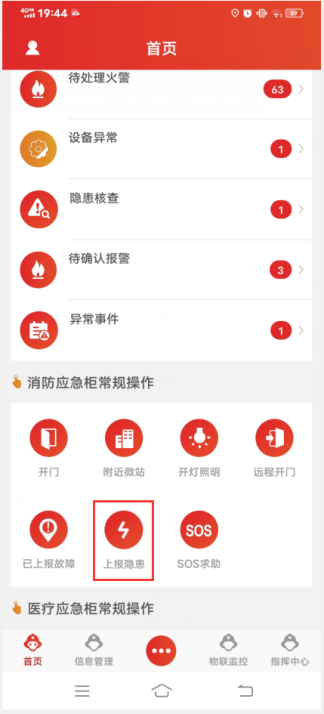 4G 19:44
首页
待处理火警 63
设备异常 1
隐患核查 1
待确认报警 3
异常事件 1
消防应急柜常规操作
开门 附近微站 开灯照明 远程开门
SOS
已上报故障 上报隐患 SOS求助
医疗应急柜常规操作
首页 信息管理 物联监控 指挥中心